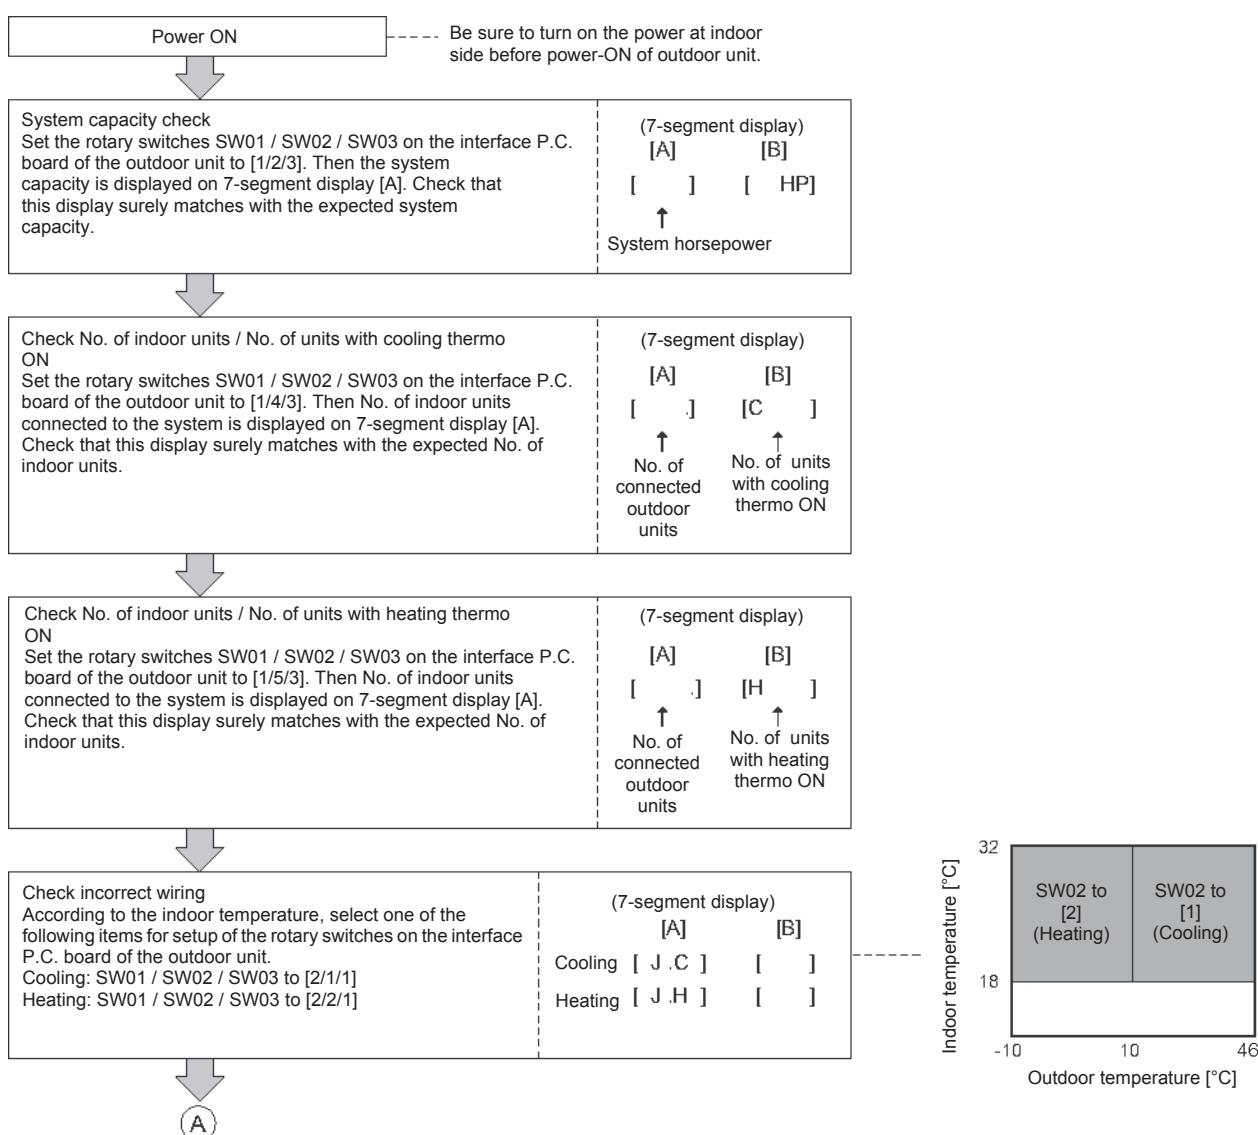 Power ON
Be sure to turn on the power at indoor
side before power-ON of outdoor unit.
System capacity check
Set the rotary switches SW01 / SW02 / SW03 on the interface P.C.
board of the outdoor unit to [1/2/3]. Then the system
capacity is displayed on 7-segment display [A]. Check that
this display surely matches with the expected system
capacity.
(7-segment display)
[A] [B]
[ ] [ HP]
System horsepower
Check No. of indoor units / No. of units with cooling thermo
ON
Set the rotary switches SW01 / SW02 / SW03 on the interface P.C.
board of the outdoor unit to [1/4/3]. Then No. of indoor units
connected to the system is displayed on 7-segment display [A].
Check that this display surely matches with the expected No. of
indoor units.
(7-segment display)
[A] [B]
[ .] [C ]
No. of
connected
outdoor
units
No. of units
with cooling
thermo ON
Check No. of indoor units / No. of units with heating thermo
ON
Set the rotary switches SW01 / SW02 / SW03 on the interface P.C.
board of the outdoor unit to [1/5/3]. Then No. of indoor units
connected to the system is displayed on 7-segment display [A].
Check that this display surely matches with the expected No. of
indoor units.
(7-segment display)
[A] [B]
[ .] [H ]
No. of
connected
outdoor
units
No. of units
with heating
thermo ON
Check incorrect wiring
According to the indoor temperature, select one of the
following items for setup of the rotary switches on the interface
P.C. board of the outdoor unit.
Cooling: SW01 / SW02 / SW03 to [2/1/1]
Heating: SW01 / SW02 / SW03 to [2/2/1]
(7-segment display)
[A] [B]
Cooling [ J .C ] [ ]
Heating [ J .H ] [ ]
Indoor temperature [°C]
32
18
SW02 to
[2]
(Heating)
SW02 to
[1]
(Cooling)
-10 10 46
Outdoor temperature [°C]
A